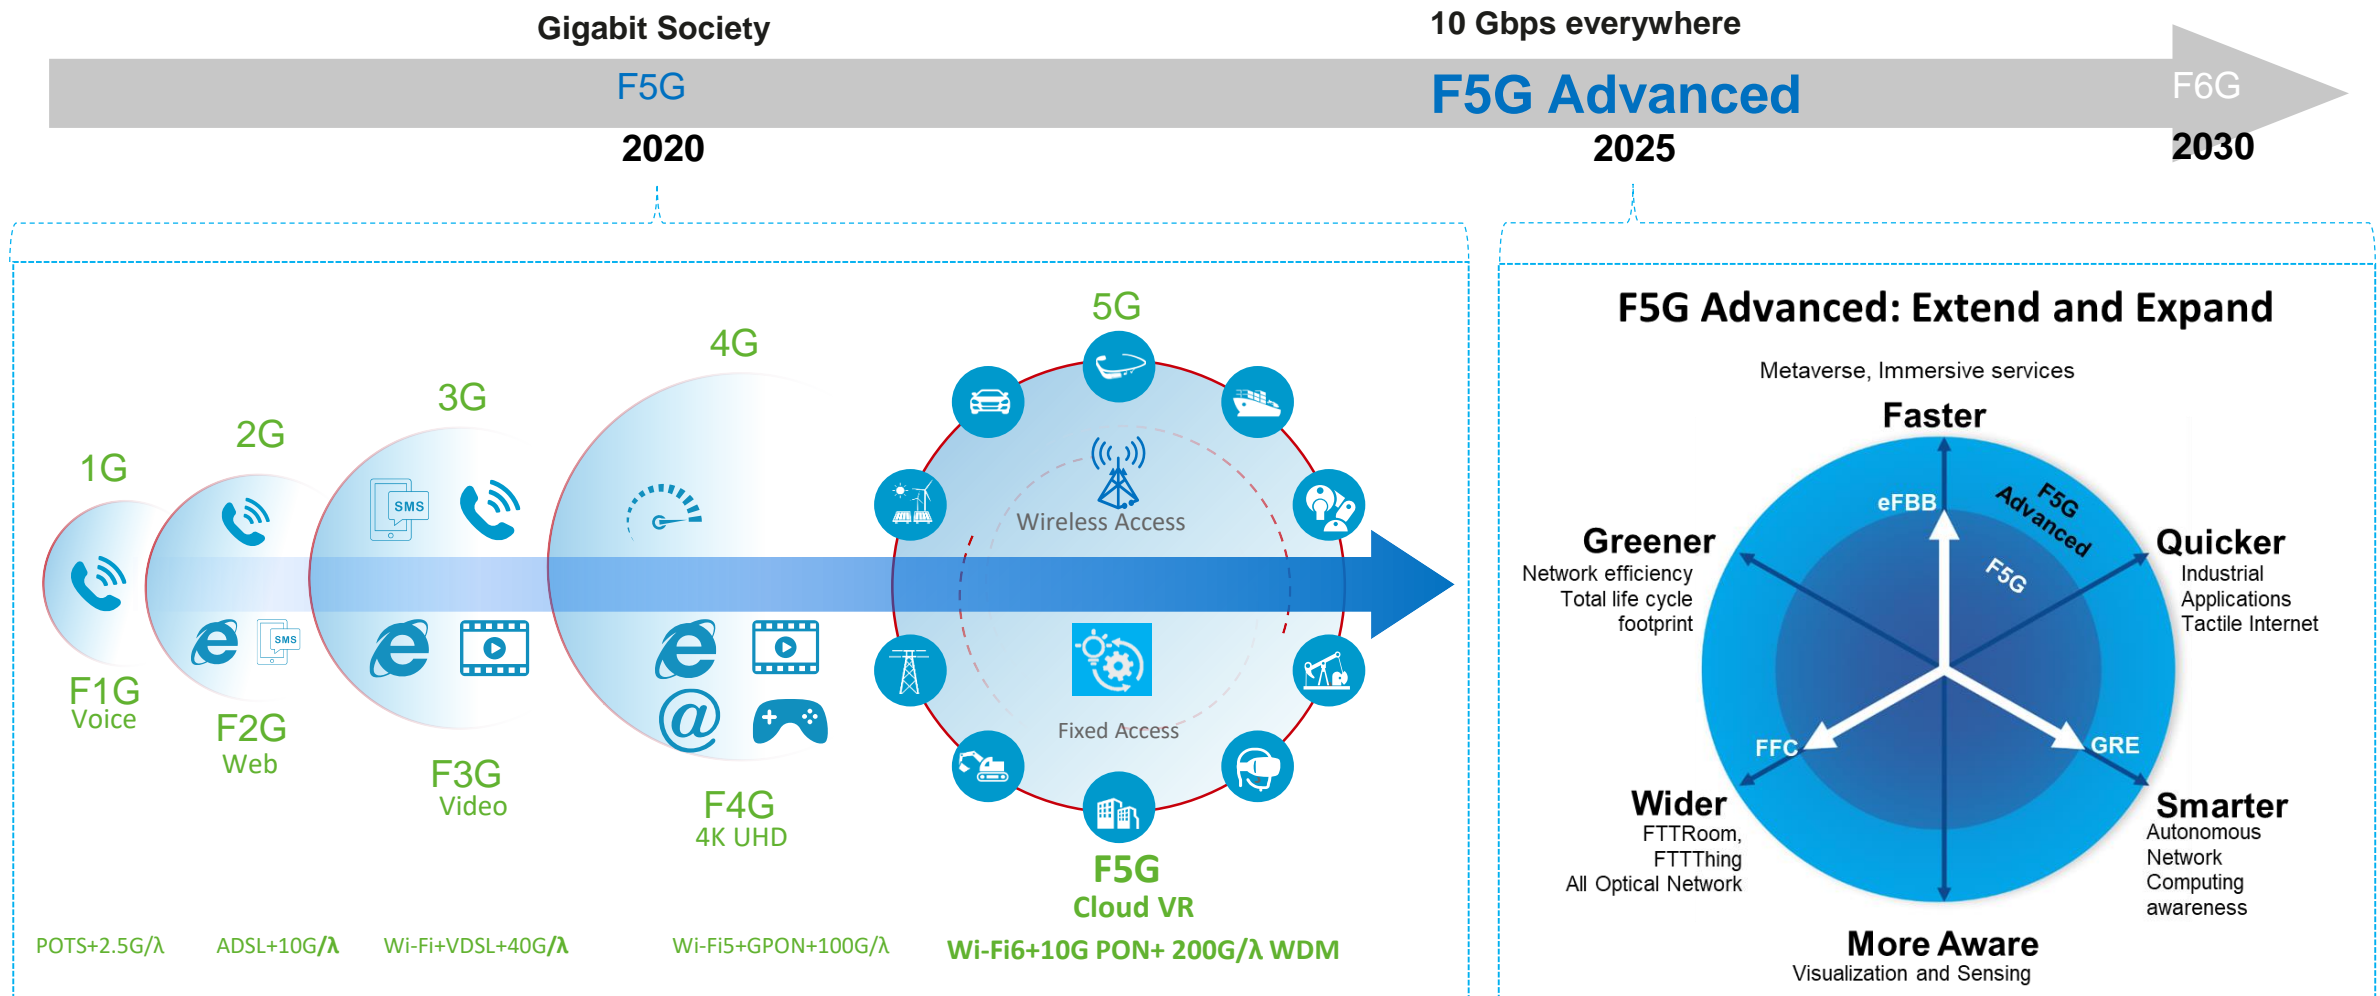 Gigabit Society
10 Gbps everywhere
F5G
F5G Advanced
F6G
2020
2025
2030
1G
2G
3G
4G
5G
SMS
SMS
Wireless Access
Fixed Access
F1G
Voice
F2G
Web
F3G
Video
F4G
4K UHD
F5G
Cloud VR
POTS+2.5G/λ
ADSL+10G/λ
Wi-Fi+VDSL+40G/λ
Wi-Fi5+GPON+100G/λ
Wi-Fi6+10G PON+ 200G/λ WDM
F5G Advanced: Extend and Expand
Metaverse, Immersive services
Faster
eFBB
F5G
Advanced
F5G
Greener
Network efficiency
Total life cycle
footprint
Quicker
Industrial
Applications
Tactile Internet
FFC
GRE
Wider
FTTRoom,
FTTThing
All Optical Network
Smarter
Autonomous
Network
Computing
awareness
More Aware
Visualization and Sensing